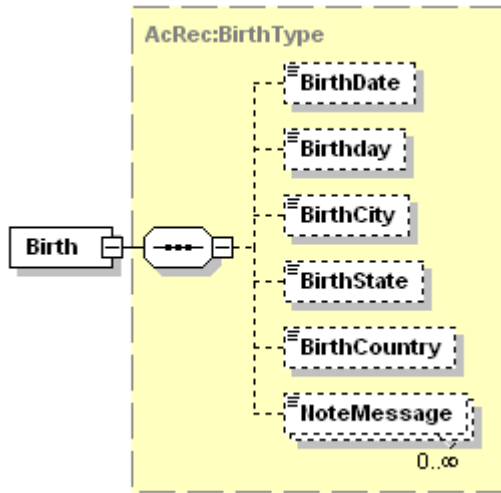 AcRec:BirthType
BirthDate
Birthday
BirthCity
Birth
BirthState
BirthCountry
NoteMessage
0..∞